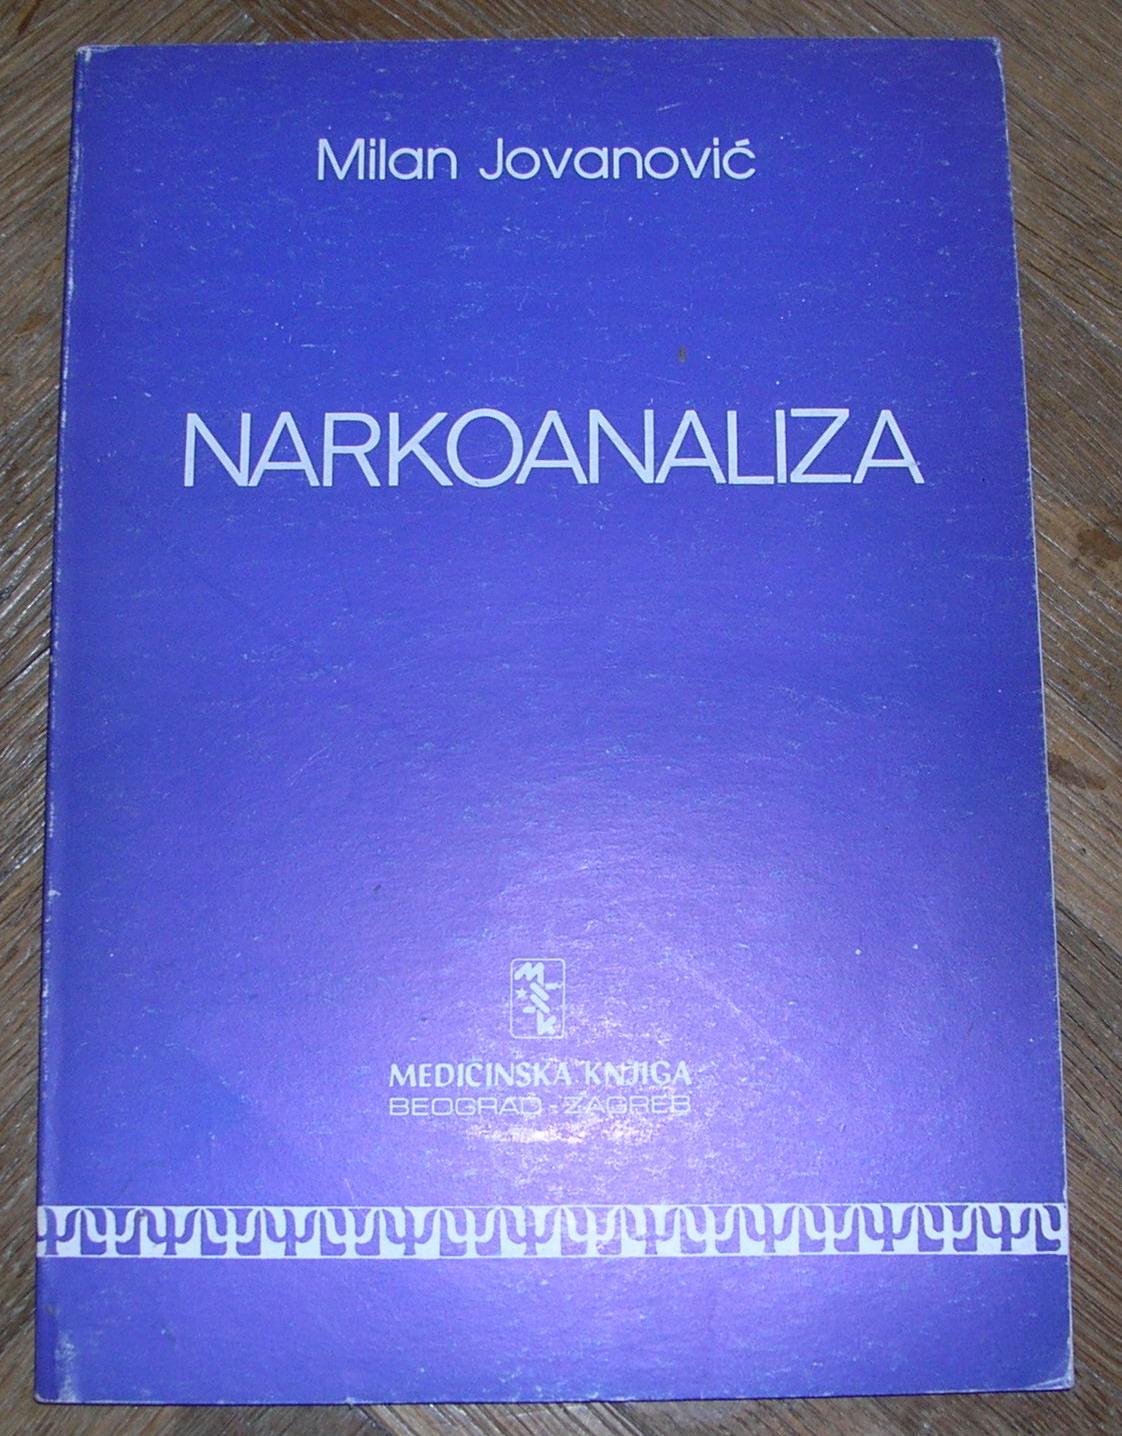 Milan Jovanović
NARKOANALIZA
MEDICINSKA KNJIGA
BEOGRAD - ZAGREB